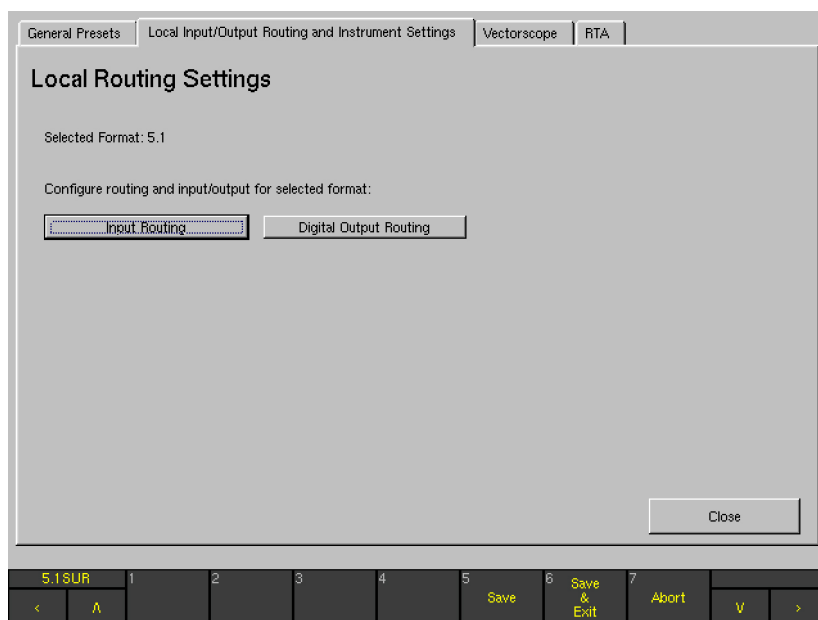 General Presets
Local Input/Output Routing and Instrument Settings
Vectorscope
RTA
Local Routing Settings
Selected Format: 5.1
Configure routing and input/output for selected format:
Input Routing
Digital Output Routing
Close
5.1SUR
1
2
3
4
5
Save
6
Save
&
Exit
7
Abort
<
Λ
V
>